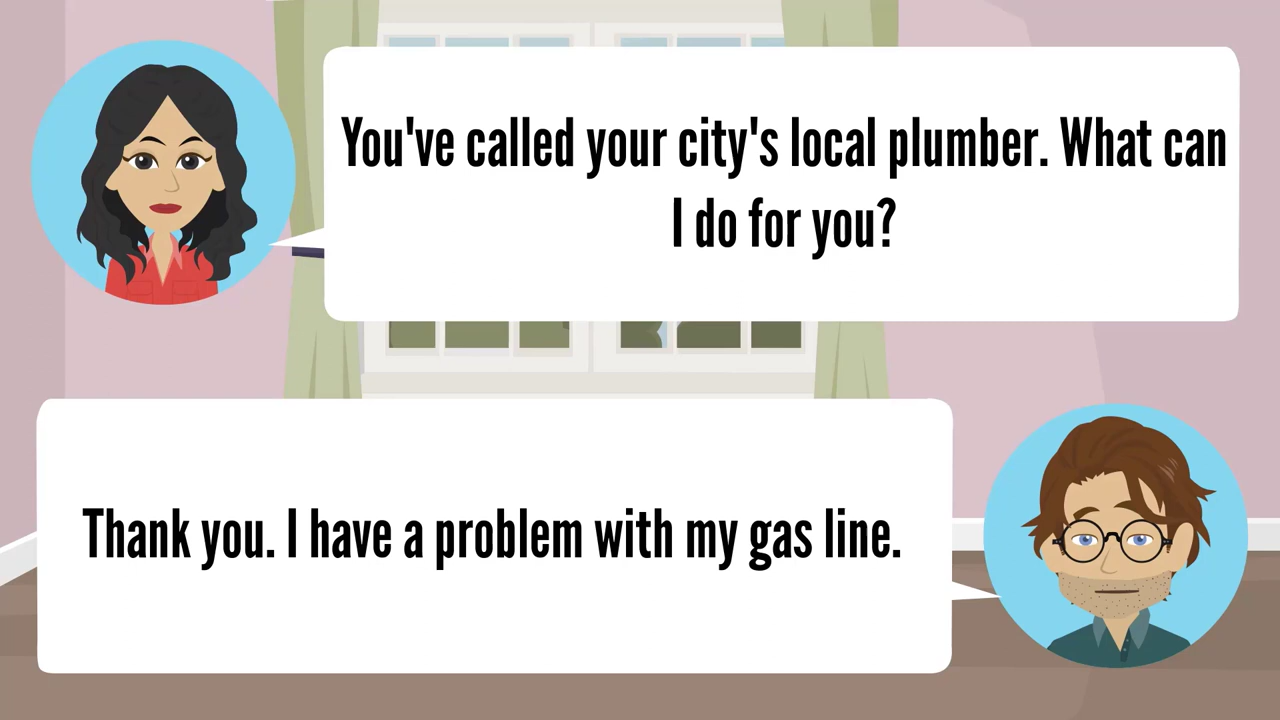 You've called your city's local plumber. What can
I do for you?
Thank you. I have a problem with my gas line.